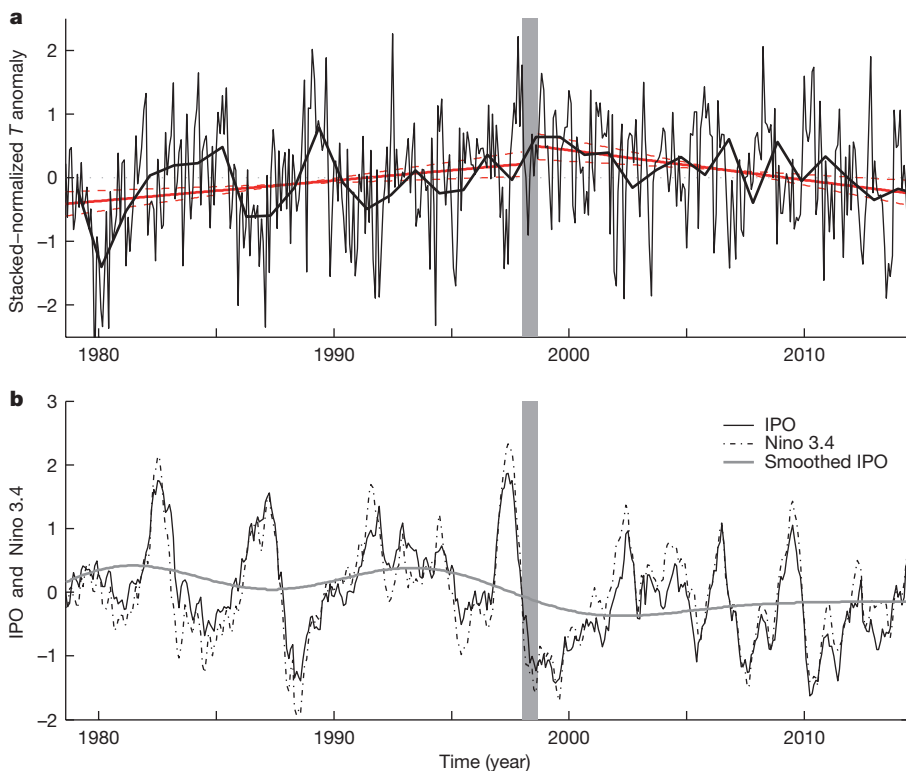 a
Stacked–normalized T anomaly
2
1
0
−1
−2
1980
1990
2000
2010
b
IPO and Nino 3.4
3
2
1
0
−1
−2
IPO
Nino 3.4
Smoothed IPO
1980
1990
2000
2010
Time (year)